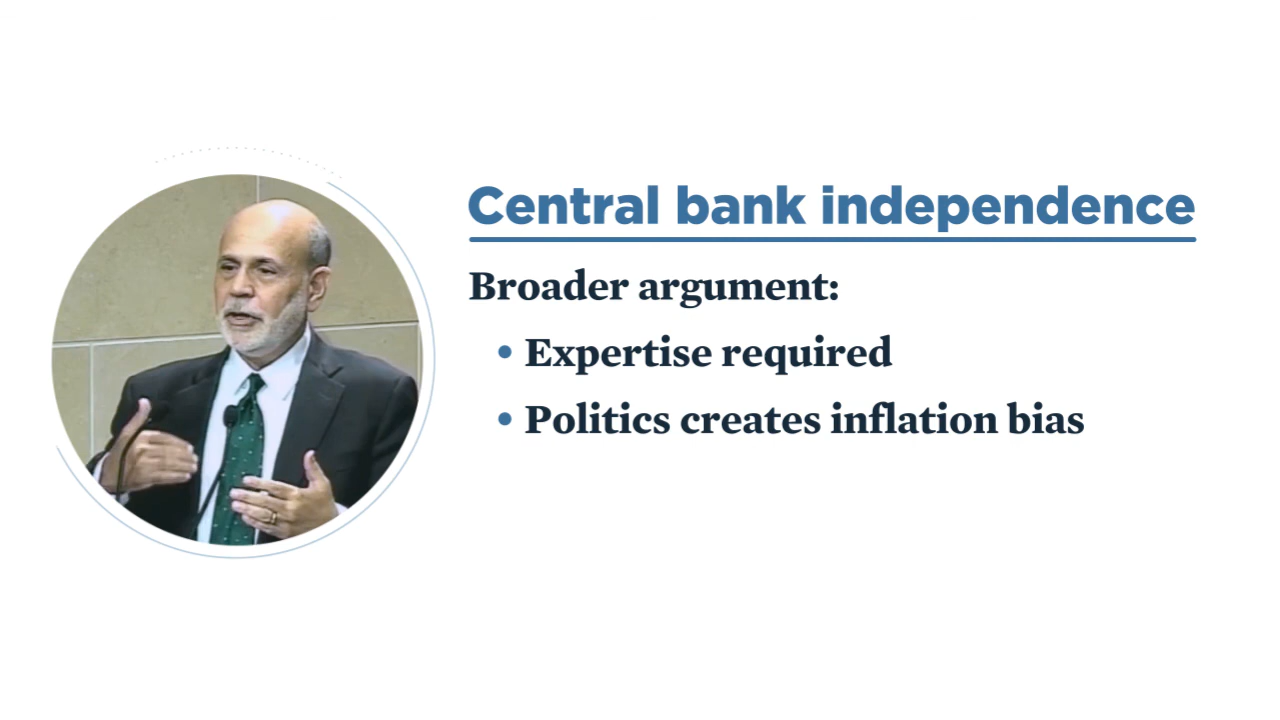 Central bank independence
Broader argument:
• Expertise required
• Politics creates inflation bias